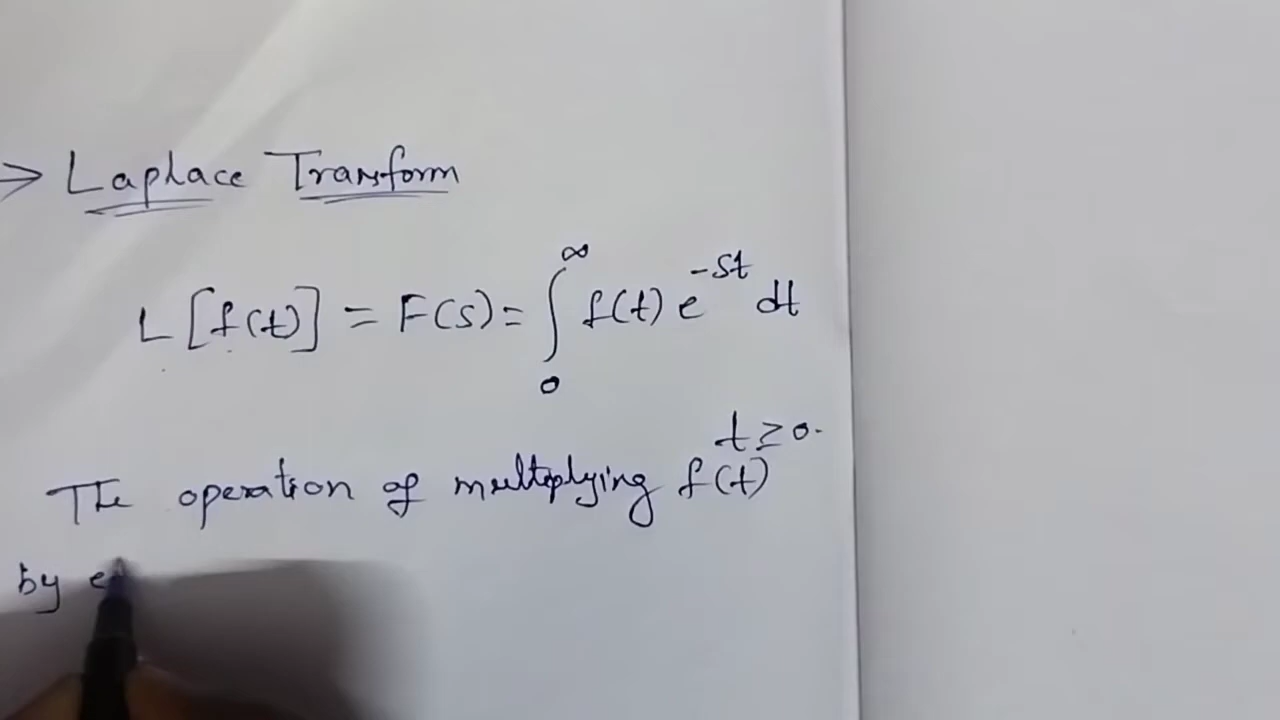 → Laplace Transform
L[f(t)] = F(s) = ∫₀^∞ f(t) e^{-st} dt
t ≥ 0.
The operation of multiplying f(t)
by e